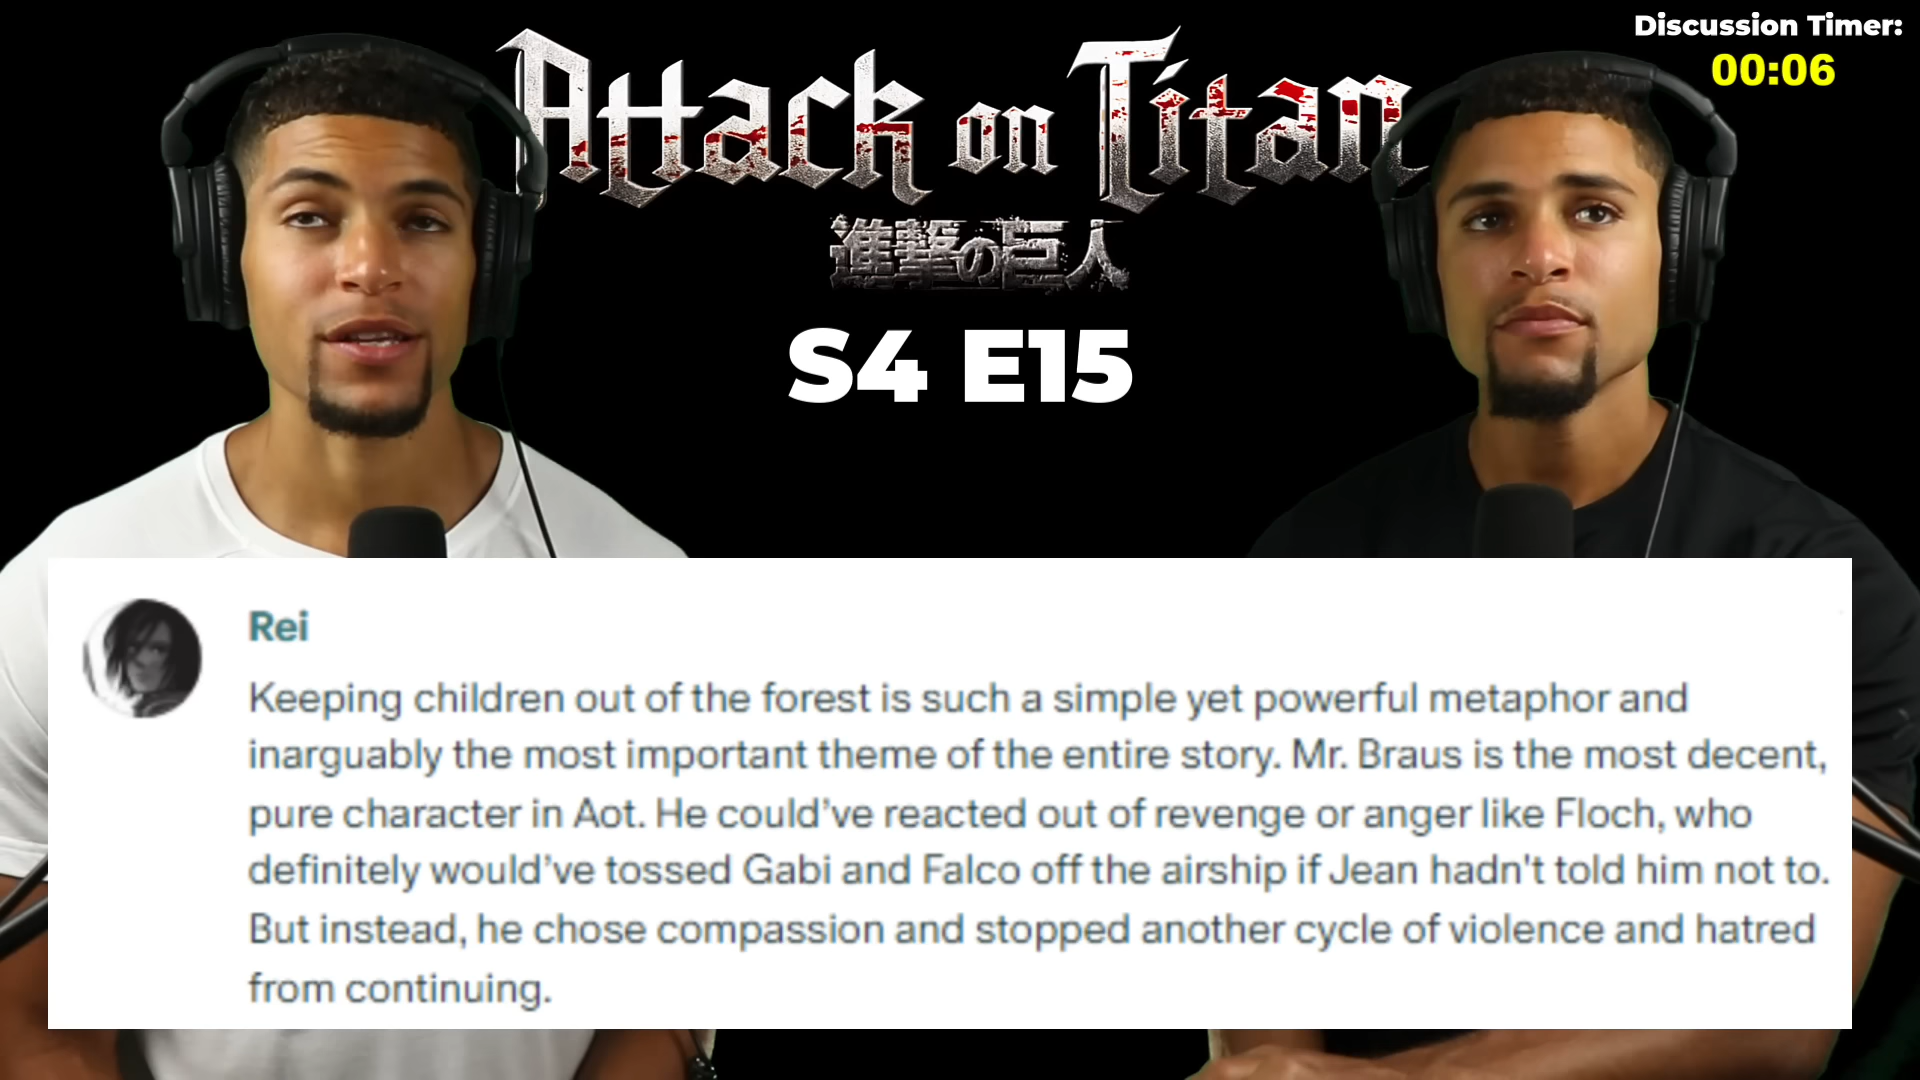 Discussion Timer:
00:06
Attack on Titan
進撃の巨人
S4 E15
Rei
Keeping children out of the forest is such a simple yet powerful metaphor and
inarguably the most important theme of the entire story. Mr. Braus is the most decent,
pure character in Aot. He could've reacted out of revenge or anger like Floch, who
definitely would've tossed Gabi and Falco off the airship if Jean hadn't told him not to.
But instead, he chose compassion and stopped another cycle of violence and hatred
from continuing.